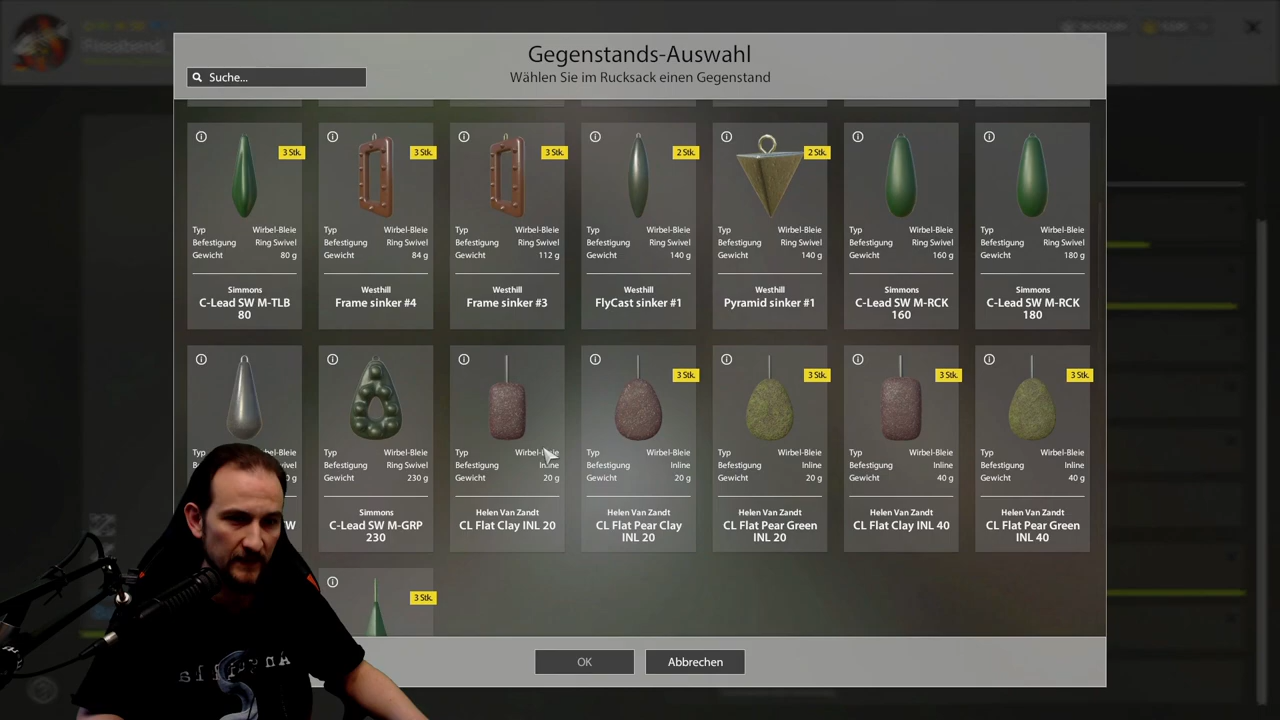 Gegenstands-Auswahl
Suche...
Wählen Sie im Rucksack einen Gegenstand
3 Stk.
3 Stk.
3 Stk.
2 Stk.
2 Stk.
Typ Wirbel-Bleie
Befestigung Ring Swivel
Gewicht 80 g
Simmons
C-Lead SW M-TLB
80
Typ Wirbel-Bleie
Befestigung Ring Swivel
Gewicht 84 g
Westhill
Frame sinker #4
Typ Wirbel-Bleie
Befestigung Ring Swivel
Gewicht 112 g
Westhill
Frame sinker #3
Typ Wirbel-Bleie
Befestigung Ring Swivel
Gewicht 140 g
Westhill
FlyCast sinker #1
Typ Wirbel-Bleie
Befestigung Ring Swivel
Gewicht 140 g
Westhill
Pyramid sinker #1
Typ Wirbel-Bleie
Befestigung Ring Swivel
Gewicht 160 g
Simmons
C-Lead SW M-RCK
160
Typ Wirbel-Bleie
Befestigung Ring Swivel
Gewicht 180 g
Simmons
C-Lead SW M-RCK
180
3 Stk.
3 Stk.
3 Stk.
3 Stk.
Typ Wirbel-Bleie
Befestigung Ring Swivel
Gewicht 230 g
Simmons
C-Lead SW M-GRP
230
Typ Wirbel-Bleie
Befestigung Inline
Gewicht 20 g
Helen Van Zandt
CL Flat Clay INL 20
Typ Wirbel-Bleie
Befestigung Inline
Gewicht 20 g
Helen Van Zandt
CL Flat Pear Clay
INL 20
Typ Wirbel-Bleie
Befestigung Inline
Gewicht 20 g
Helen Van Zandt
CL Flat Pear Green
INL 20
Typ Wirbel-Bleie
Befestigung Inline
Gewicht 40 g
Helen Van Zandt
CL Flat Clay INL 40
Typ Wirbel-Bleie
Befestigung Inline
Gewicht 40 g
Helen Van Zandt
CL Flat Pear Green
INL 40
3 Stk.
OK
Abbrechen